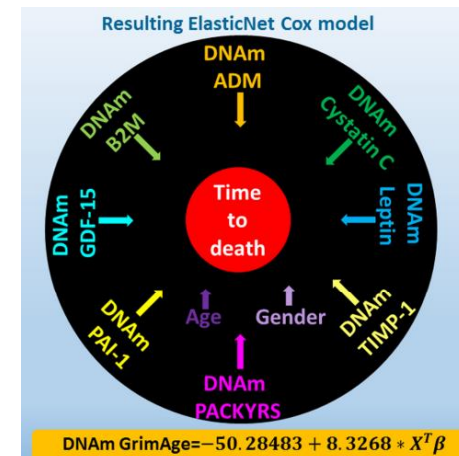 Resulting ElasticNet Cox model
DNAm
ADM
DNAm
B2M
DNAm
Cystatin C
DNAm
GDF-15
Time
to
death
DNAm
Leptin
DNAm
PAI-1
Age
Gender
DNAm
TIMP-1
DNAm
PACKYRS
DNAm GrimAge=−50.28483 + 8.3268 * X^T β